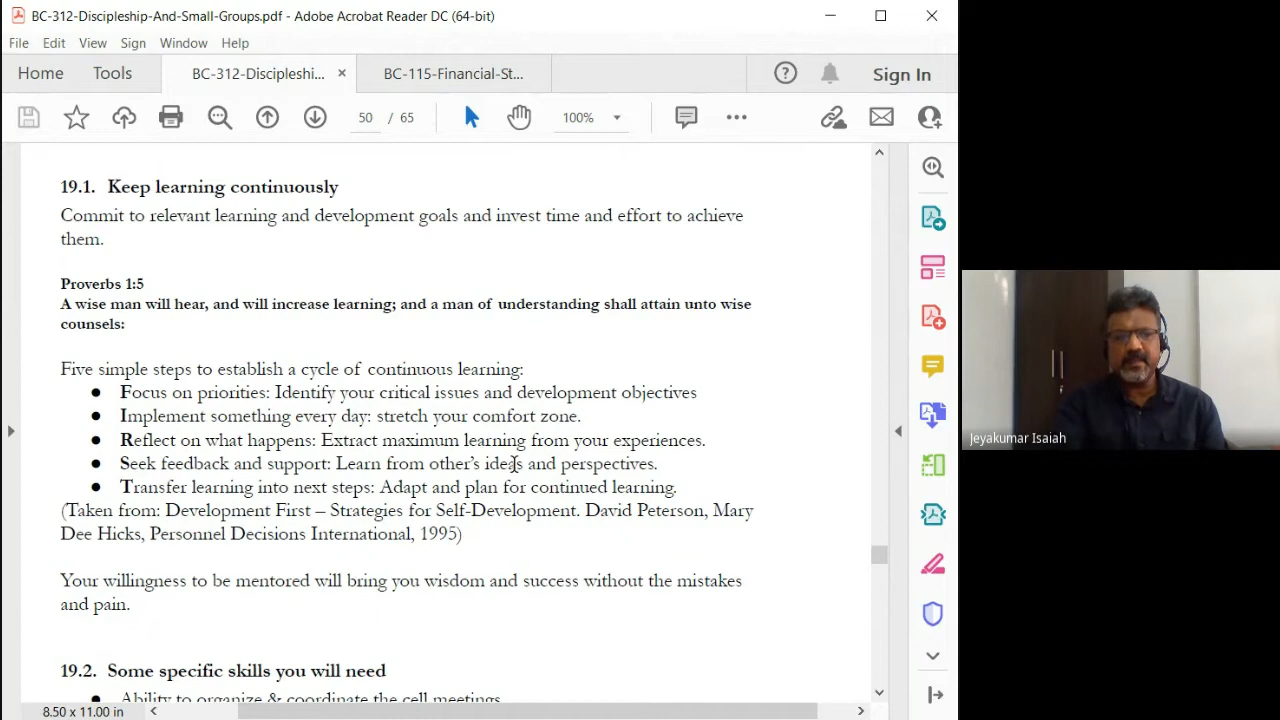 BC-312-Discipleship-And-Small-Groups.pdf - Adobe Acrobat Reader DC (64-bit)
File Edit View Sign Window Help
Home Tools BC-312-Discipleshi... × BC-115-Financial-St... Sign In
50 / 65 100%
19.1. Keep learning continuously
Commit to relevant learning and development goals and invest time and effort to achieve
them.
Proverbs 1:5
A wise man will hear, and will increase learning; and a man of understanding shall attain unto wise
counsels:
Five simple steps to establish a cycle of continuous learning:
● Focus on priorities: Identify your critical issues and development objectives
● Implement something every day: stretch your comfort zone.
● Reflect on what happens: Extract maximum learning from your experiences.
● Seek feedback and support: Learn from other's ideas and perspectives.
● Transfer learning into next steps: Adapt and plan for continued learning.
(Taken from: Development First – Strategies for Self-Development. David Peterson, Mary
Dee Hicks, Personnel Decisions International, 1995)
Your willingness to be mentored will bring you wisdom and success without the mistakes
and pain.
19.2. Some specific skills you will need
● Ability to organize & coordinate the cell meetings
8.50 x 11.00 in
Jeyakumar Isaiah